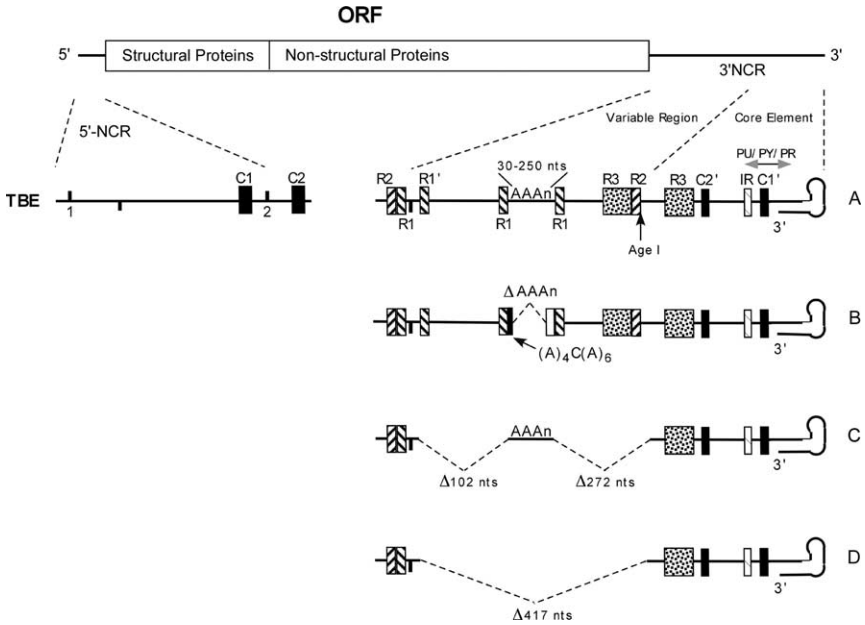 ORF
5' Structural Proteins Non-structural Proteins 3'
3'NCR
5'-NCR Variable Region Core Element
30-250 nts PU/ PY/ PR
R2 R1' AAAn R3 R2 R3 C2' IR C1'
C1 C2
TBE 1 2 R1 R1 R1 3' A
Age I
Δ AAAn
B
(A)4C(A)6 3'
AAAn C
3'
Δ102 nts Δ272 nts
D
3'
Δ417 nts